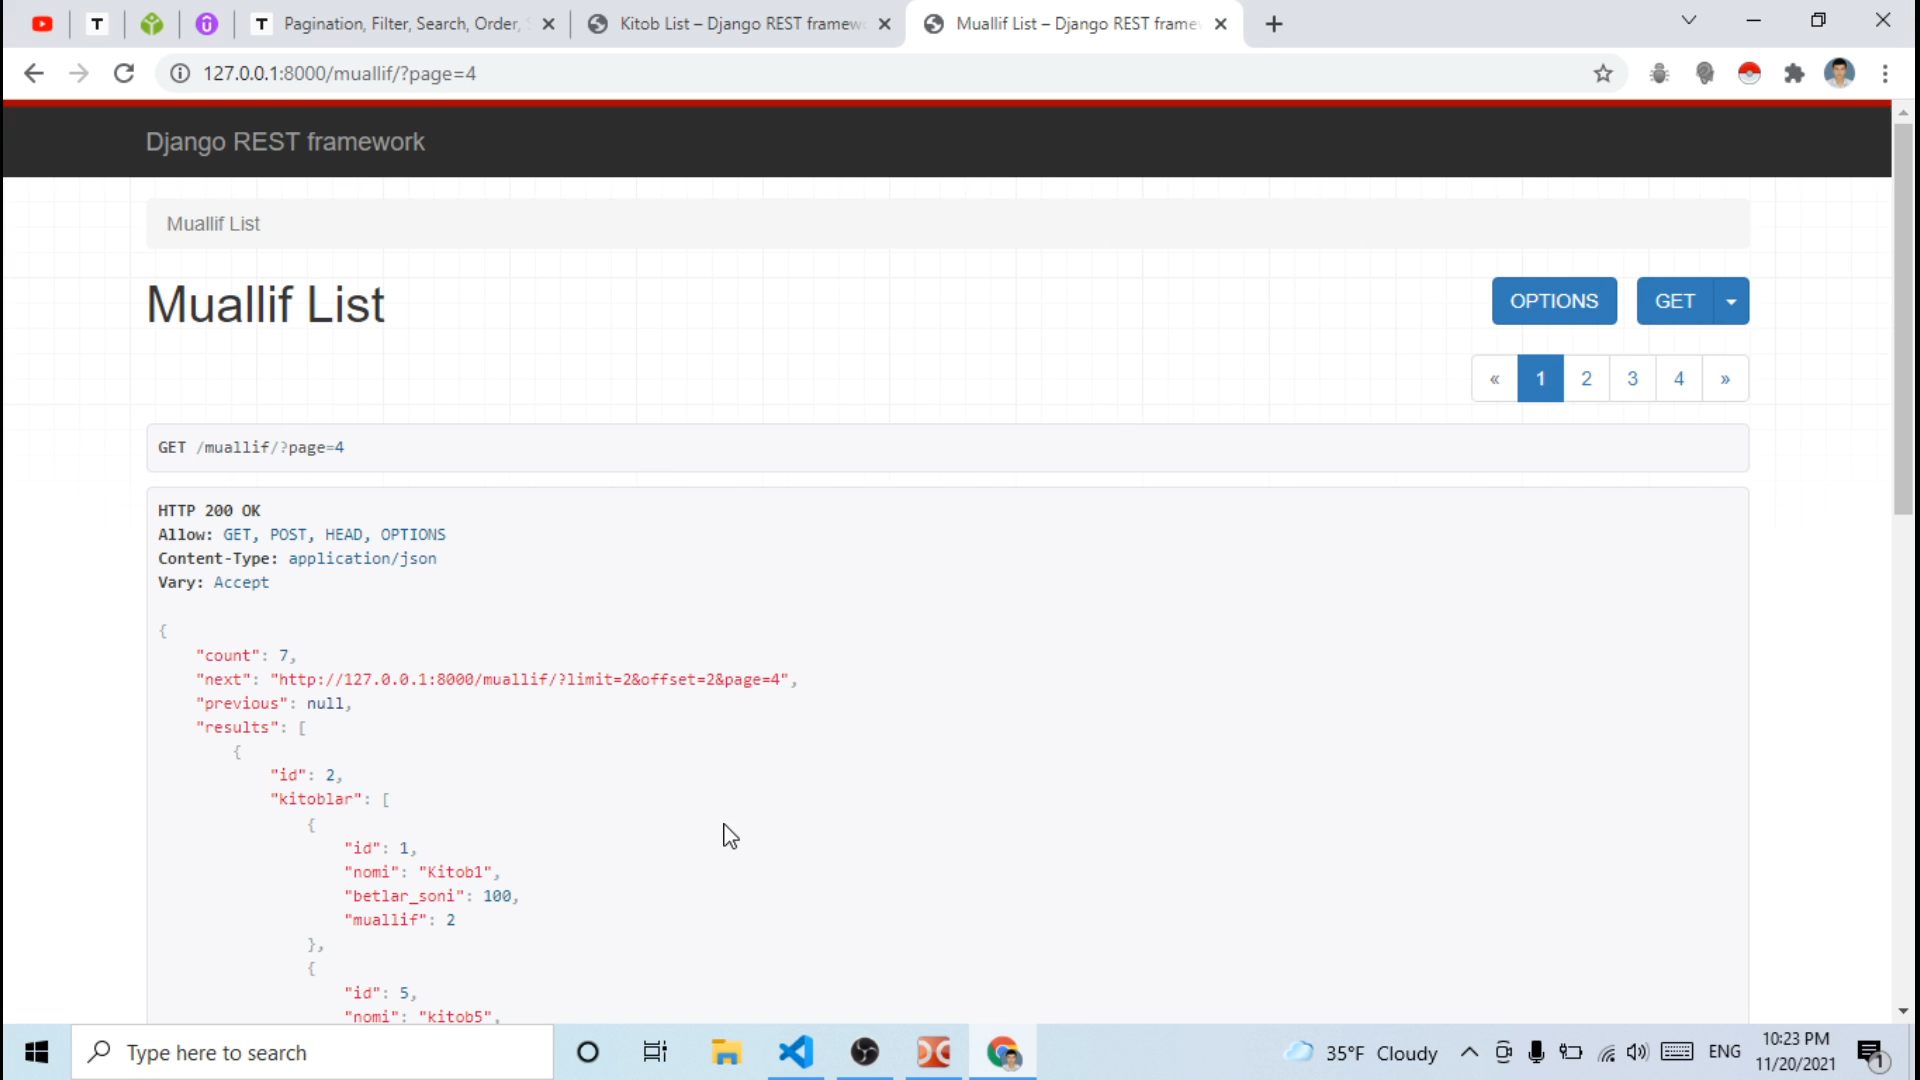 Pagination, Filter, Search, Order,
Kitob List – Django REST framew
Muallif List – Django REST frame
127.0.0.1:8000/muallif/?page=4
Django REST framework
Muallif List
Muallif List
OPTIONS
GET
« 1 2 3 4 »
GET /muallif/?page=4
HTTP 200 OK
Allow: GET, POST, HEAD, OPTIONS
Content-Type: application/json
Vary: Accept
{
"count": 7,
"next": "http://127.0.0.1:8000/muallif/?limit=2&offset=2&page=4",
"previous": null,
"results": [
{
"id": 2,
"kitoblar": [
{
"id": 1,
"nomi": "Kitob1",
"betlar_soni": 100,
"muallif": 2
},
{
"id": 5,
"nomi": "kitob5",
Type here to search
35°F Cloudy
ENG
10:23 PM
11/20/2021
1